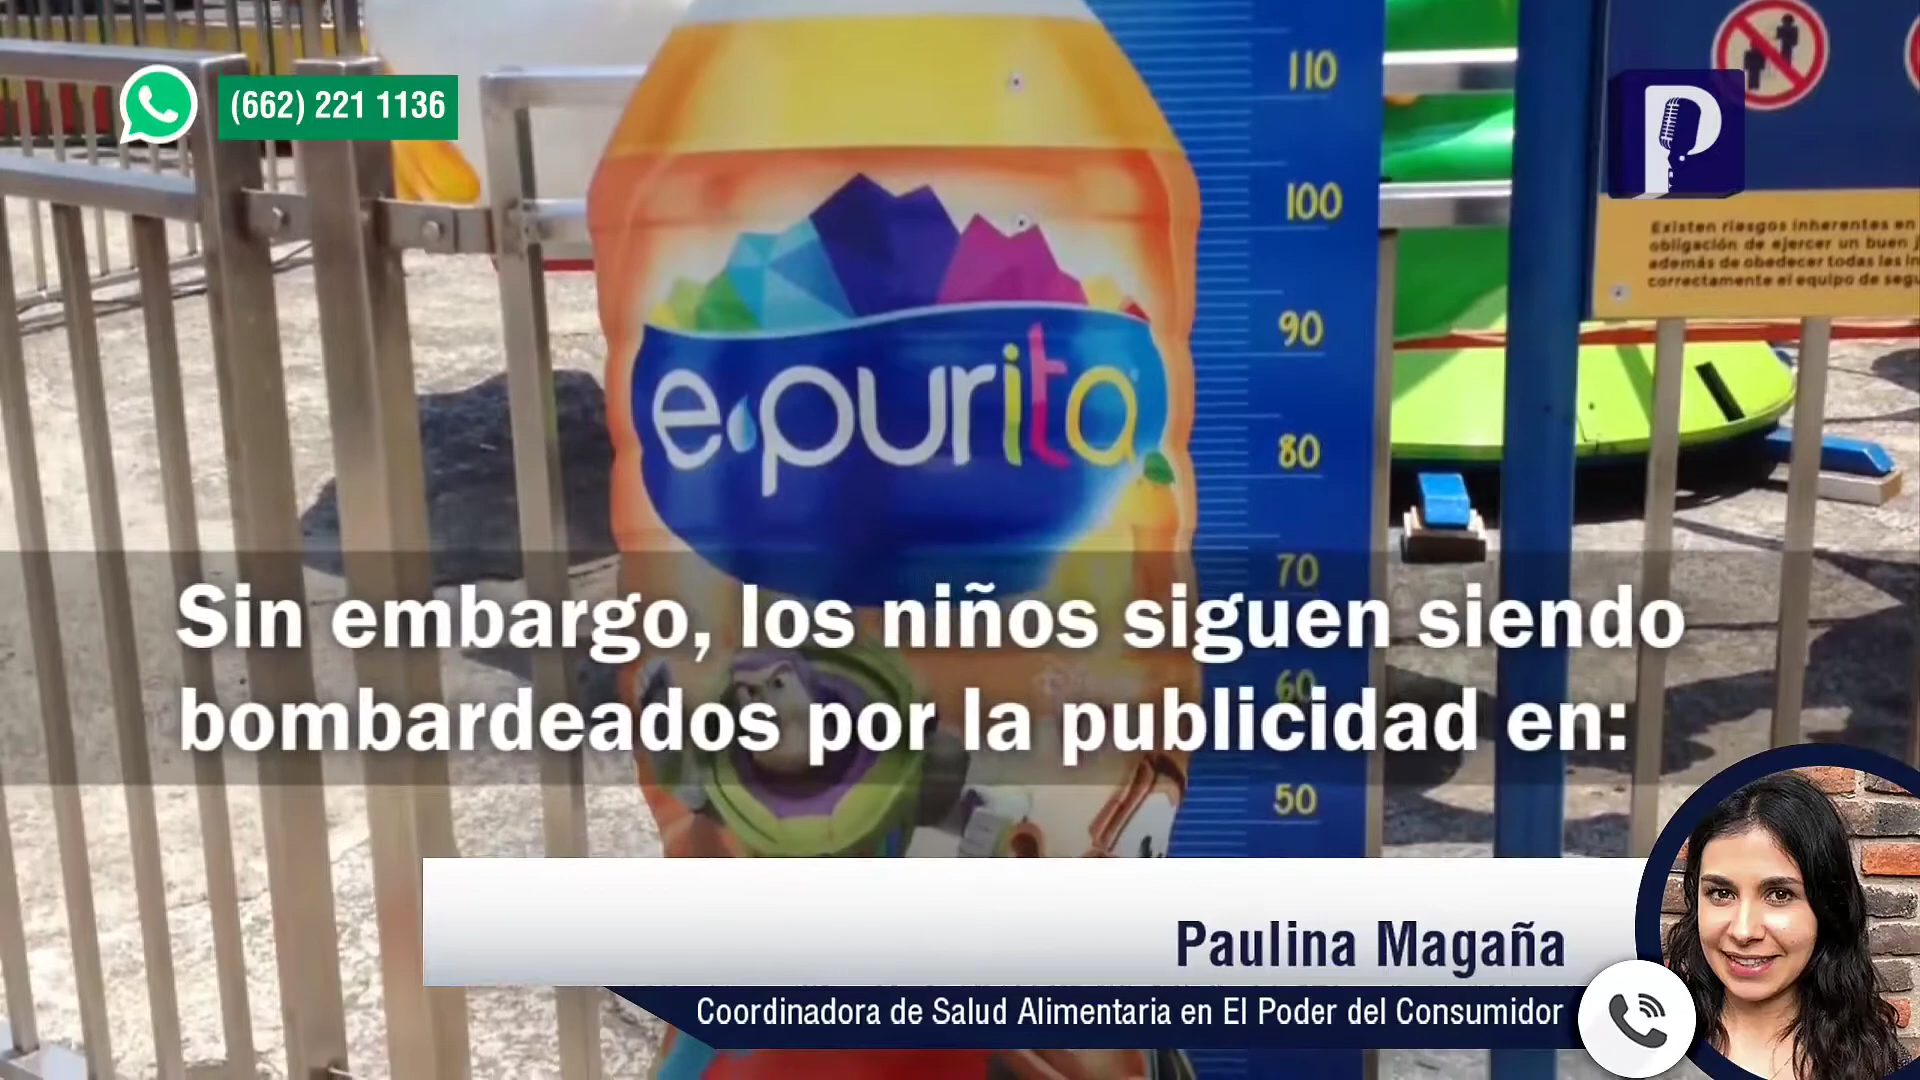 (662) 221 1136
P
110
100
90
80
70
60
50
Existen riesgos inherentes en
obligación de ejercer un buen j
además de obedecer todas las in
correctamente el equipo de segu
e·purita
Sin embargo, los niños siguen siendo
bombardeados por la publicidad en:
Paulina Magaña
Coordinadora de Salud Alimentaria en El Poder del Consumidor